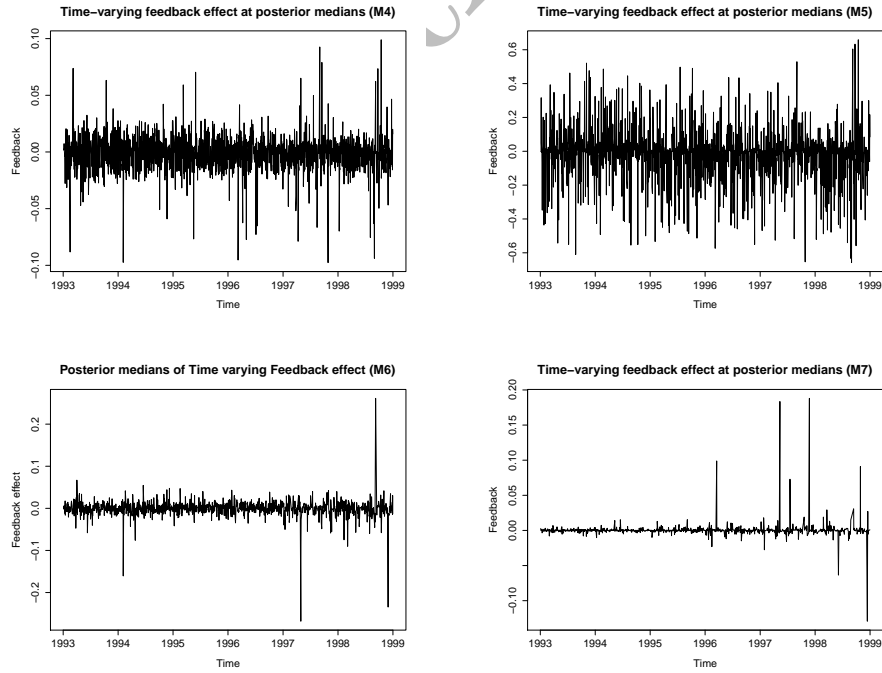 Time−varying feedback effect at posterior medians (M4)
Feedback
0.10
0.05
0.00
−0.05
−0.10
1993 1994 1995 1996 1997 1998 1999
Time
Time−varying feedback effect at posterior medians (M5)
Feedback
0.6
0.4
0.2
0.0
−0.2
−0.4
−0.6
1993 1994 1995 1996 1997 1998 1999
Time
Posterior medians of Time varying Feedback effect (M6)
Feedback effect
0.2
0.1
0.0
−0.1
−0.2
1993 1994 1995 1996 1997 1998 1999
Time
Time−varying feedback effect at posterior medians (M7)
Feedback
0.20
0.15
0.10
0.05
0.00
−0.10
1993 1994 1995 1996 1997 1998 1999
Time